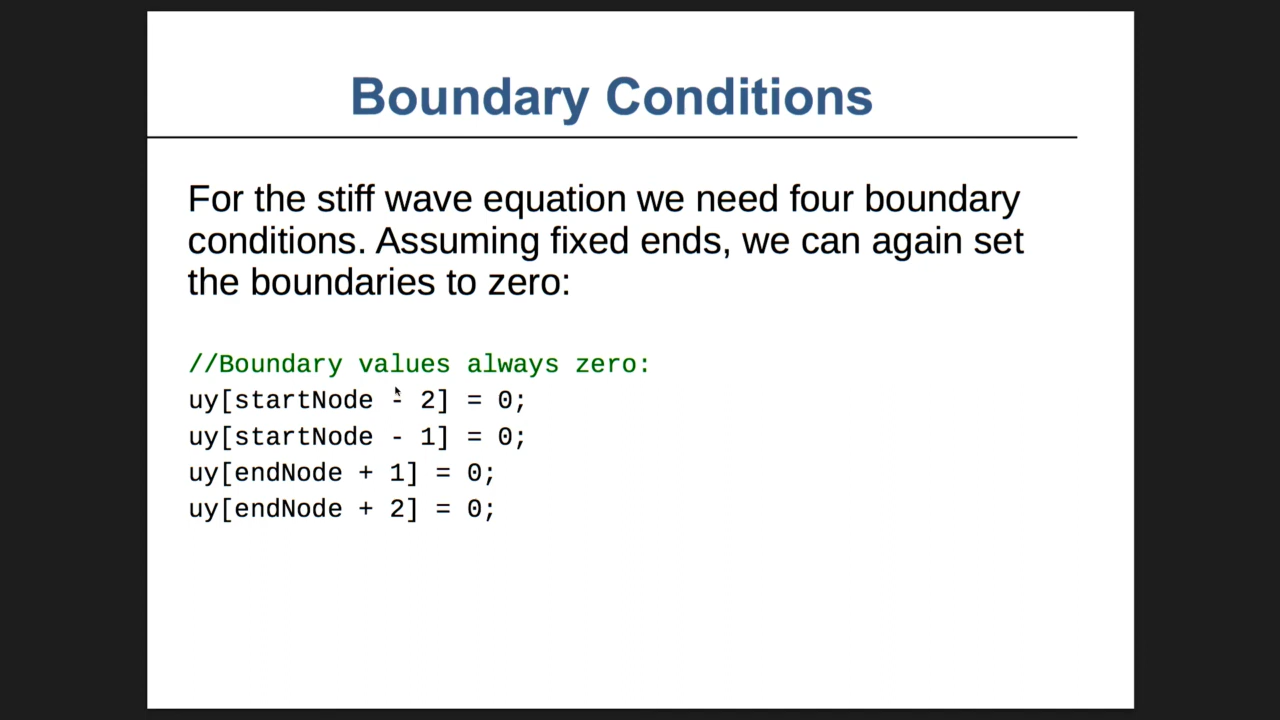 Boundary Conditions
For the stiff wave equation we need four boundary
conditions. Assuming fixed ends, we can again set
the boundaries to zero:
//Boundary values always zero:
uy[startNode - 2] = 0;
uy[startNode - 1] = 0;
uy[endNode + 1] = 0;
uy[endNode + 2] = 0;